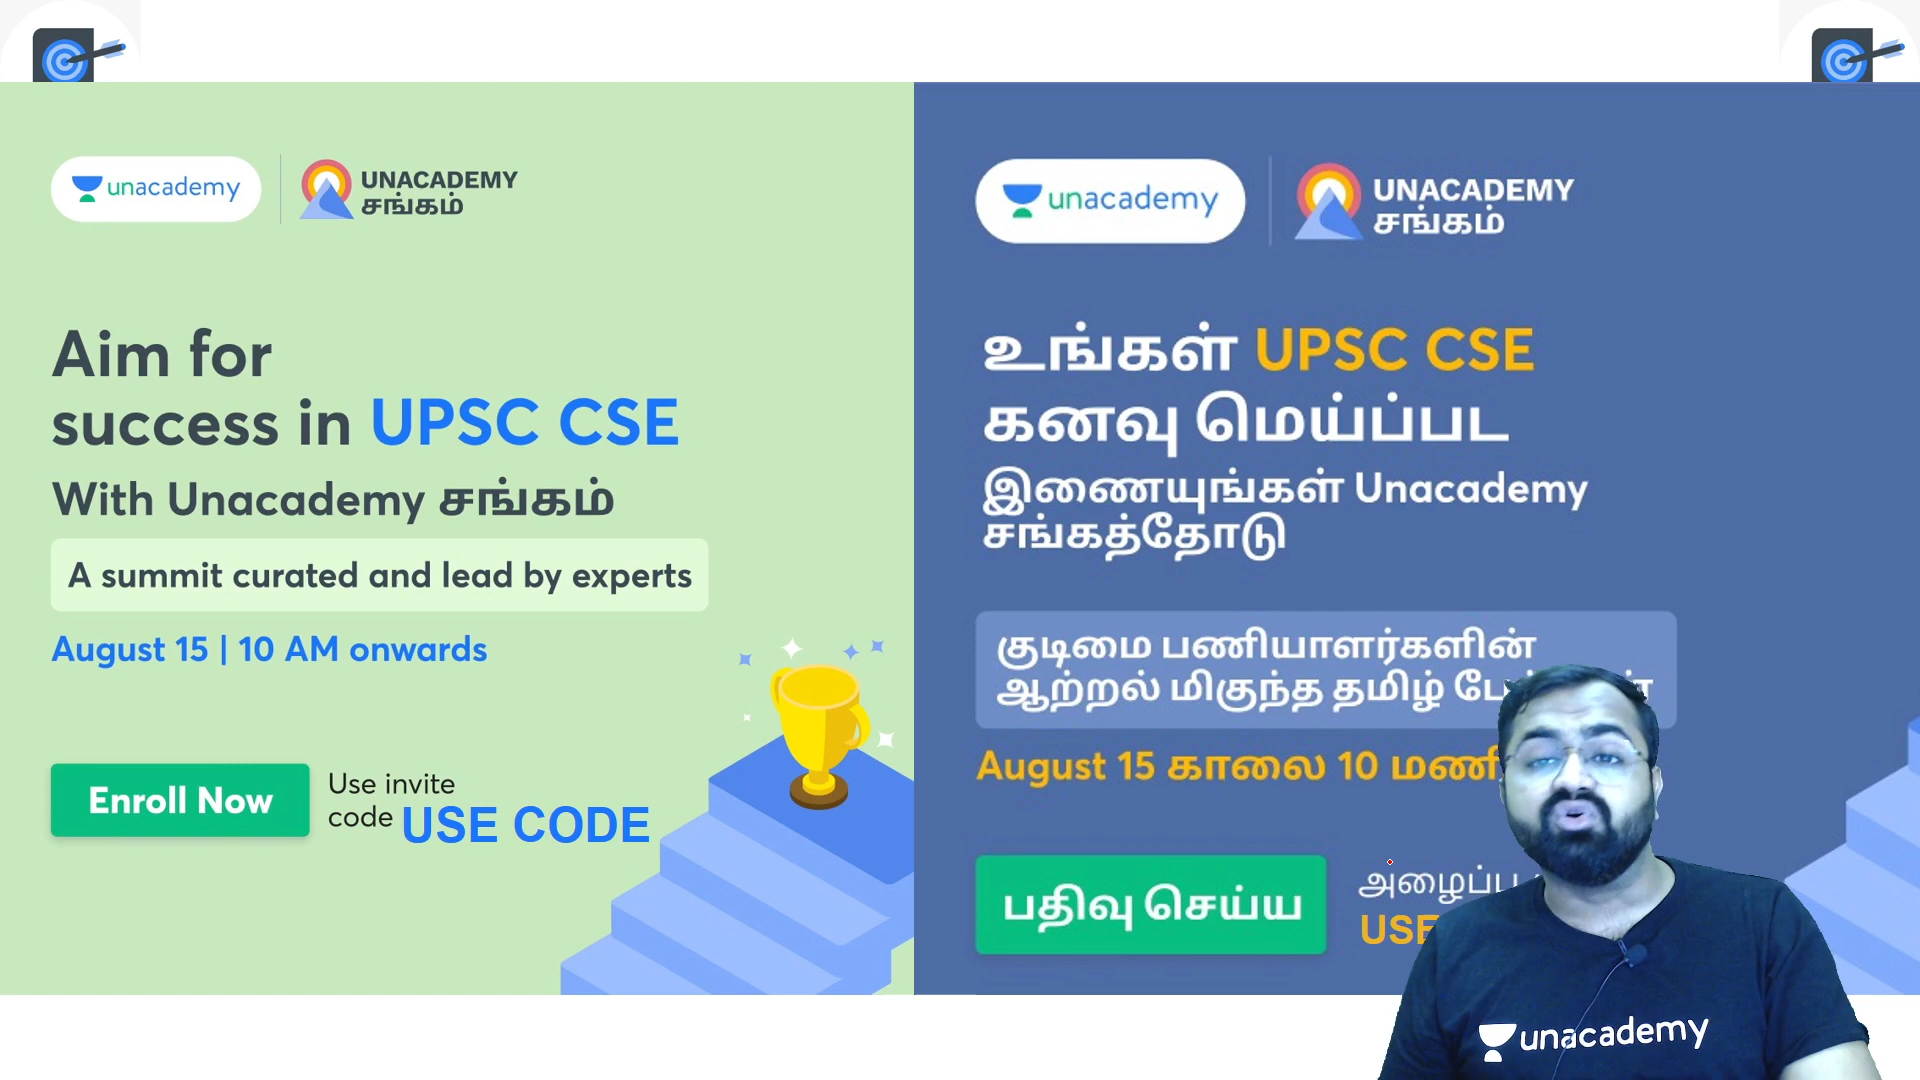 unacademy
UNACADEMY
சங்கம்
Aim for
success in UPSC CSE
With Unacademy சங்கம்
A summit curated and lead by experts
August 15 | 10 AM onwards
Enroll Now
Use invite
code USE CODE
unacademy
UNACADEMY
சங்கம்
உங்கள் UPSC CSE
கனவு மெய்ப்பட
இணையுங்கள் Unacademy
சங்கத்தோடு
குடிமை பணியாளர்களின்
ஆற்றல் மிகுந்த தமிழ்
August 15 காலை 10 மணி
பதிவு செய்ய
USE
unacademy